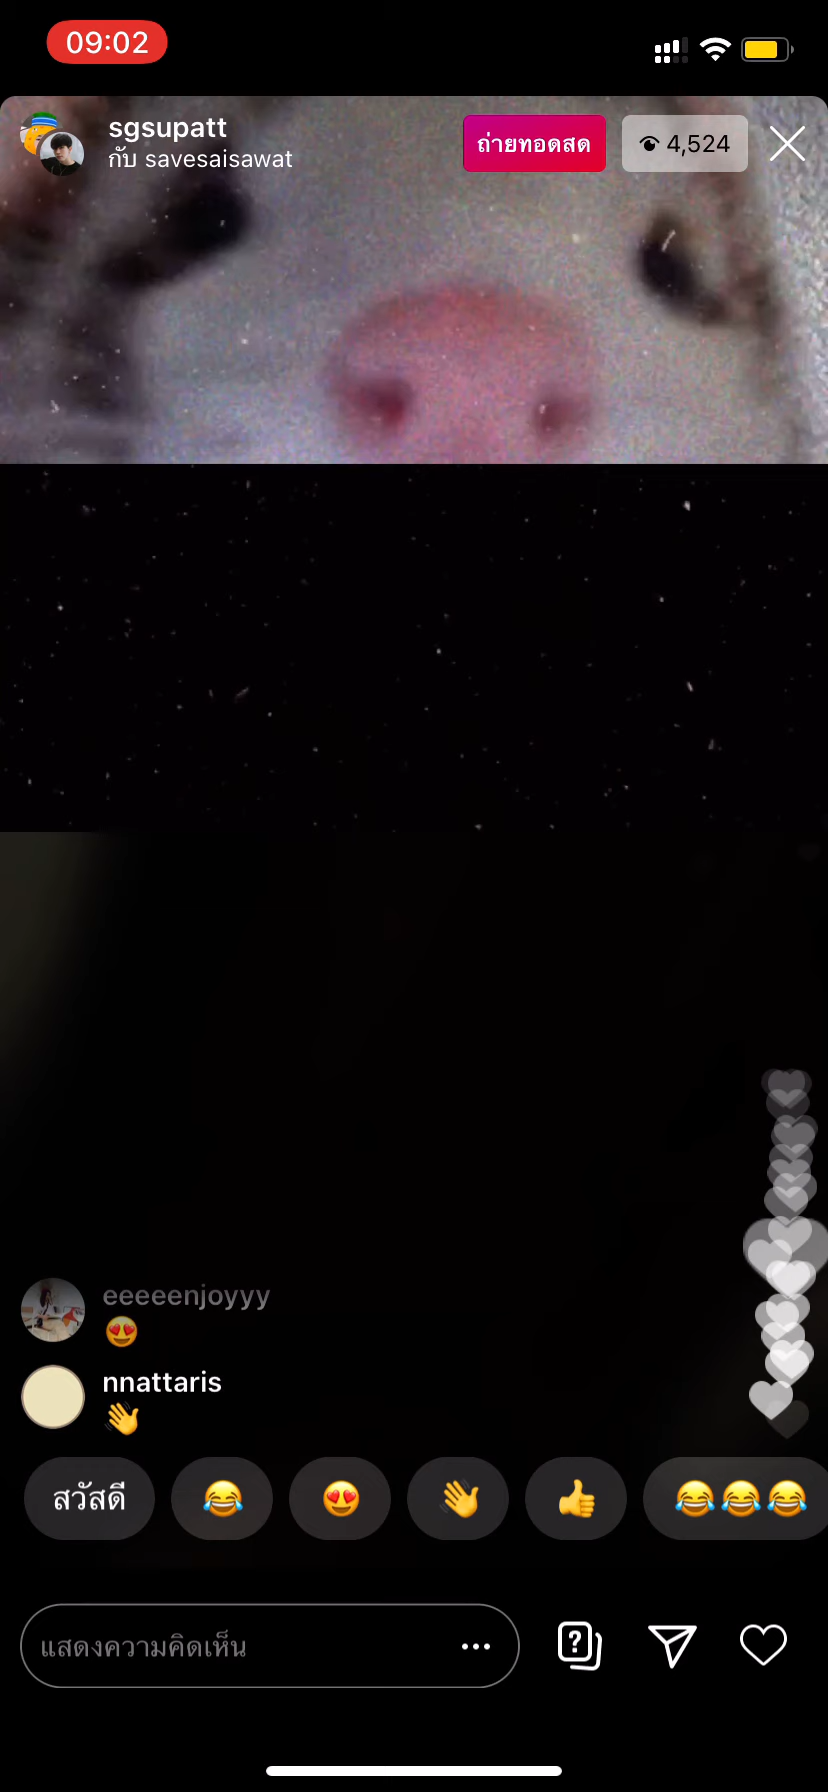 09:02
sgsupatt
กับ savesaisawat
ถ่ายทอดสด
4,524
eeeeenjoyyy
😍
nnattaris
👋
สวัสดี 😂 😍 👋 👍 😂😂😂
แสดงความคิดเห็น